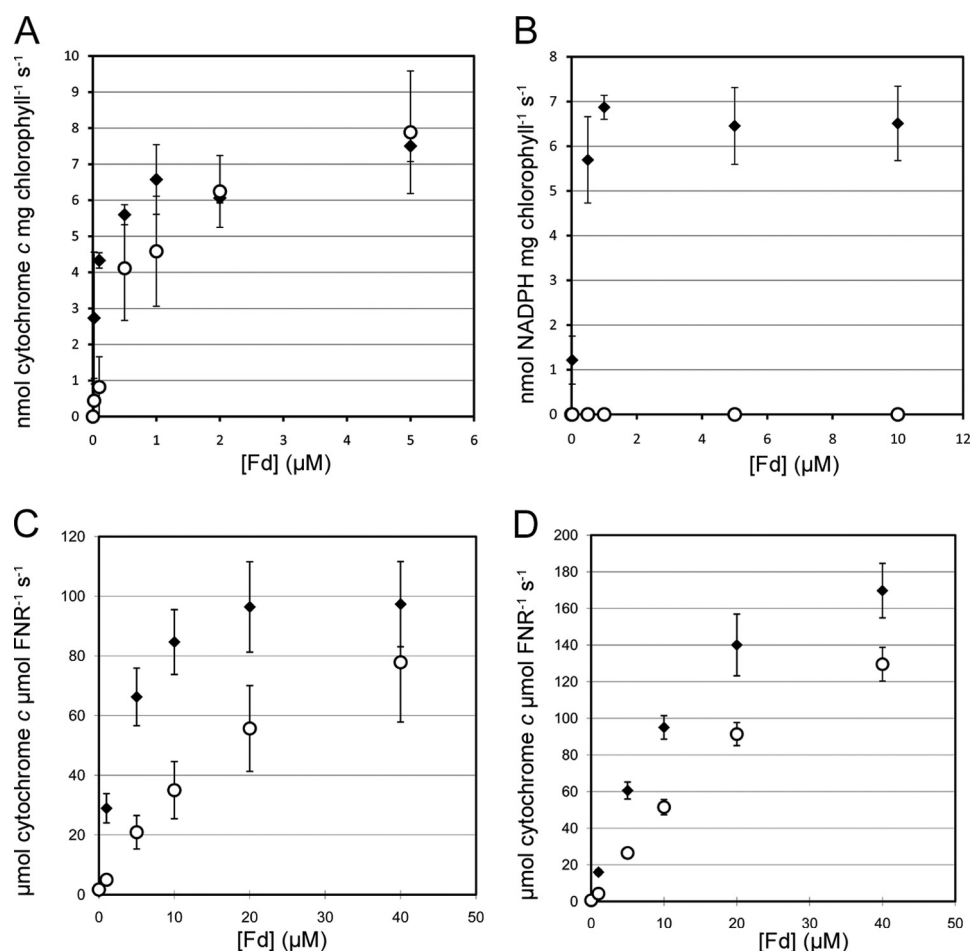 A
nmol cytochrome c mg chlorophyll⁻¹ s⁻¹
10
9
8
7
6
5
4
3
2
1
0
0 1 2 3 4 5 6
[Fd] (µM)
B
nmol NADPH mg chlorophyll⁻¹ s⁻¹
8
7
6
5
4
3
2
1
0
0 2 4 6 8 10 12
[Fd] (µM)
C
µmol cytochrome c µmol FNR⁻¹ s⁻¹
120
100
80
60
40
20
0
0 10 20 30 40 50
[Fd] (µM)
D
µmol cytochrome c µmol FNR⁻¹ s⁻¹
200
180
160
140
120
100
80
60
40
20
0
0 10 20 30 40 50
[Fd] (µM)